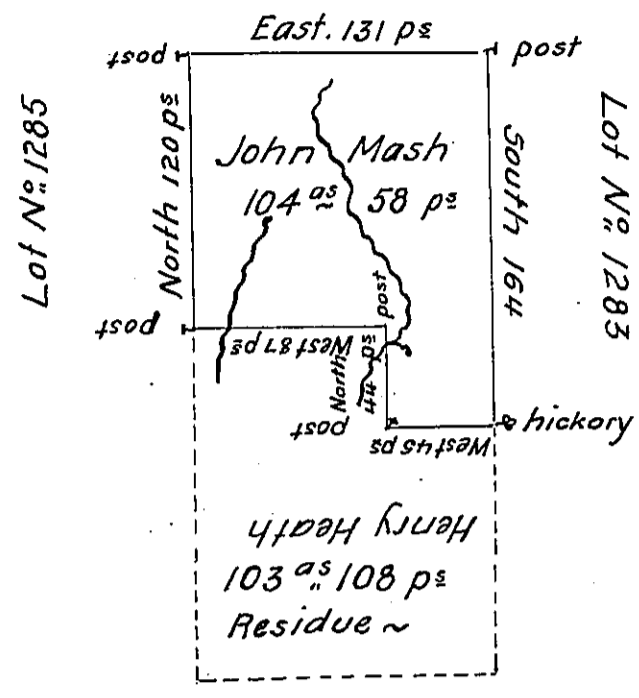 East. 131 ps
post
post
Lot No. 1285
North 120 ps
John Mash
104 as 58 ps
South 164
Lot No. 1283
post
post
West 87 ps
North
44 ps
post
West 45 ps
hickory
Henry Heath
103 as 108 ps
Residue ~